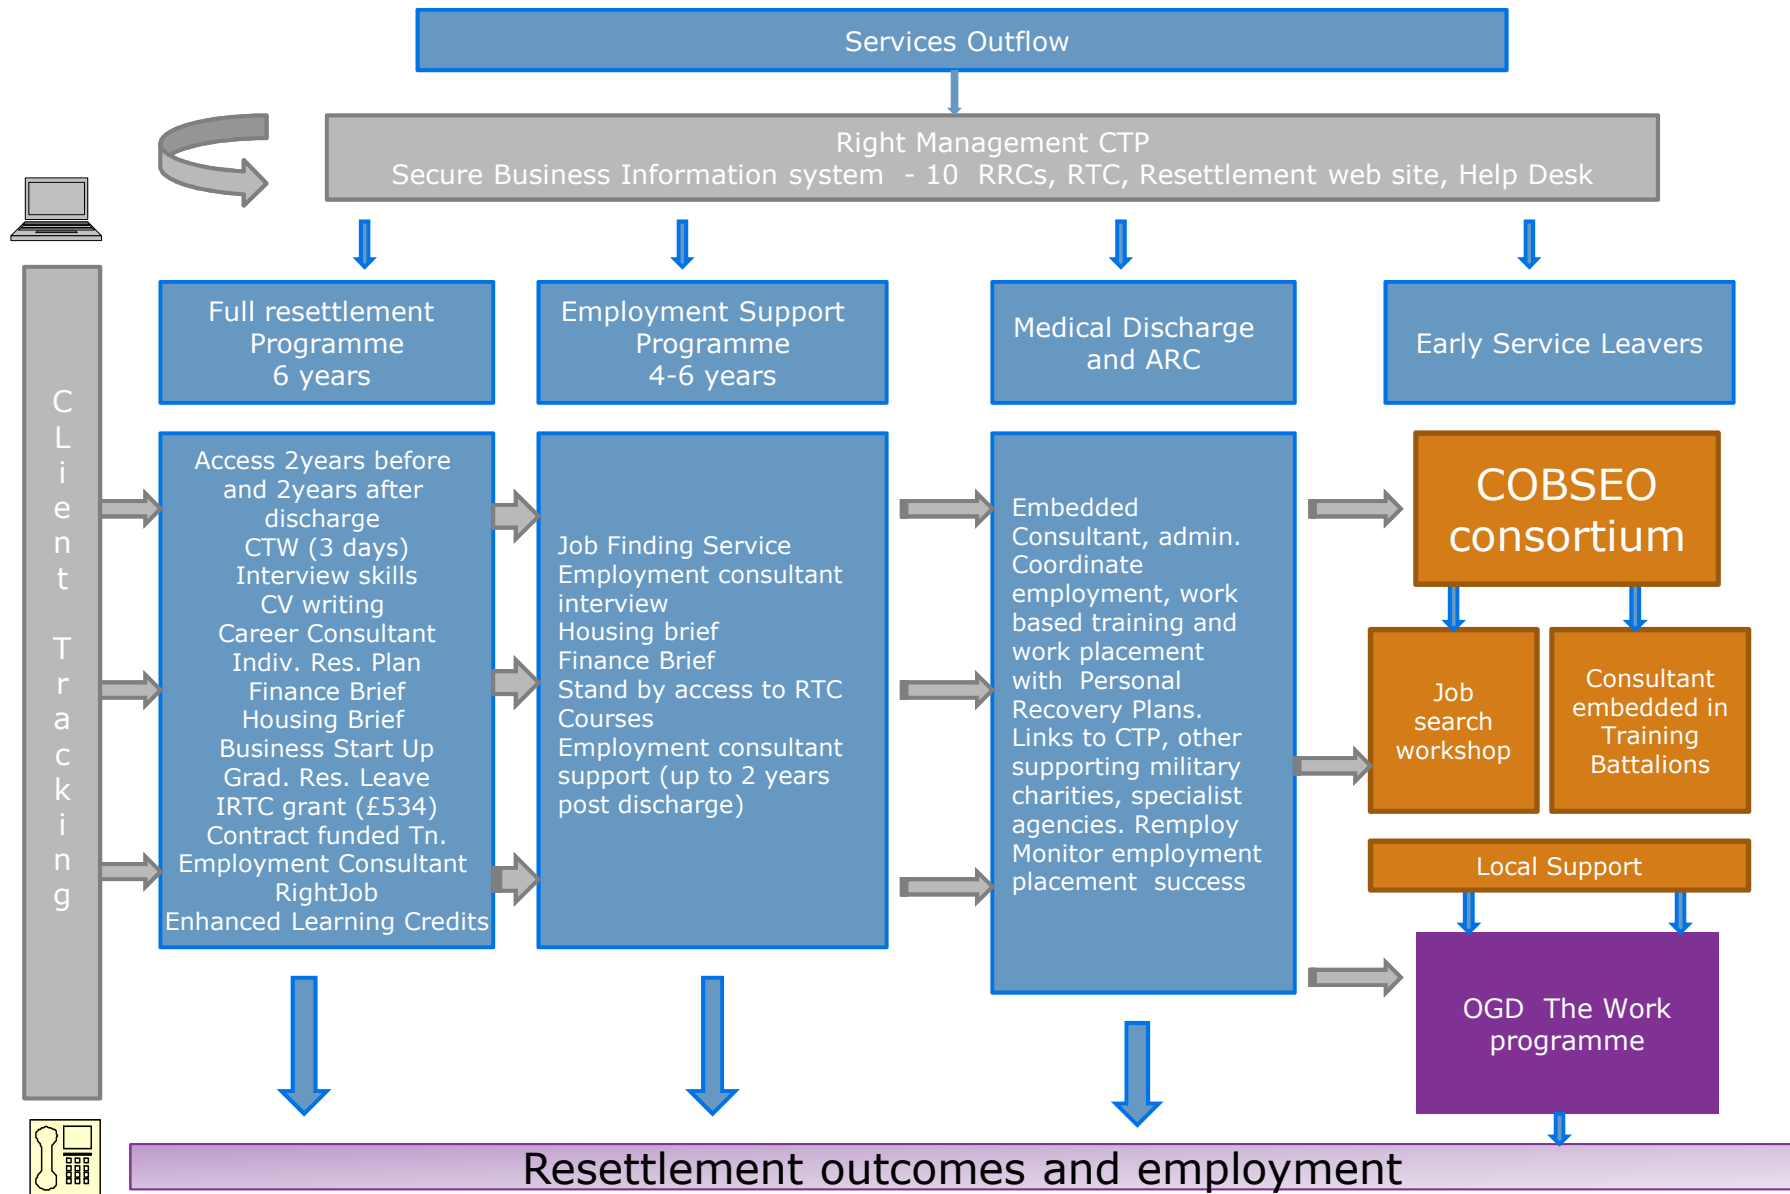 Services Outflow
Right Management CTP
Secure Business Information system - 10 RRCs, RTC, Resettlement web site, Help Desk
CLient Tracking
Full resettlement
Programme
6 years
Employment Support
Programme
4-6 years
Medical Discharge
and ARC
Early Service Leavers
Access 2years before
and 2years after
discharge
CTW (3 days)
Interview skills
CV writing
Career Consultant
Indiv. Res. Plan
Finance Brief
Housing Brief
Business Start Up
Grad. Res. Leave
IRTC grant (£534)
Contract funded Tn.
Employment Consultant
RightJob
Enhanced Learning Credits
Job Finding Service
Employment consultant
interview
Housing brief
Finance Brief
Stand by access to RTC
Courses
Employment consultant
support (up to 2 years
post discharge)
Embedded
Consultant, admin.
Coordinate
employment, work
based training and
work placement
with Personal
Recovery Plans.
Links to CTP, other
supporting military
charities, specialist
agencies. Remploy
Monitor employment
placement success
COBSEO
consortium
Job
search
workshop
Consultant
embedded in
Training
Battalions
Local Support
OGD The Work
programme
Resettlement outcomes and employment